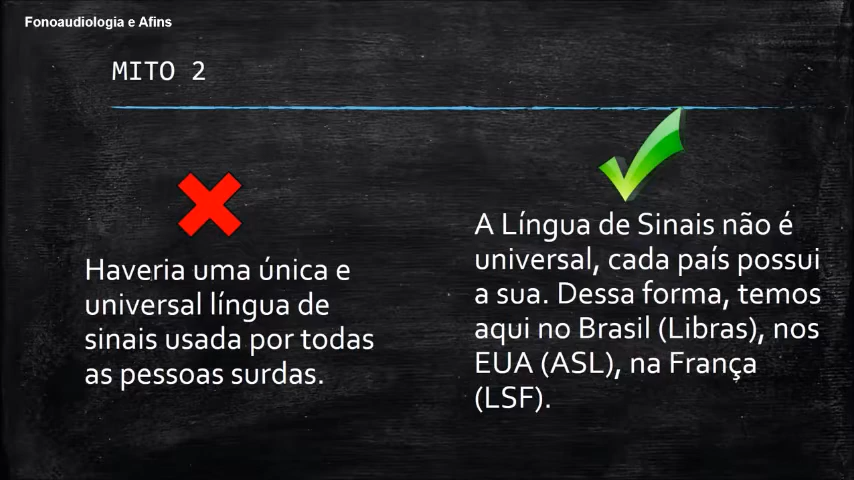 Fonoaudiologia e Afins
MITO 2
Haveria uma única e
universal língua de
sinais usada por todas
as pessoas surdas.
A Língua de Sinais não é
universal, cada país possui
a sua. Dessa forma, temos
aqui no Brasil (Libras), nos
EUA (ASL), na França
(LSF).